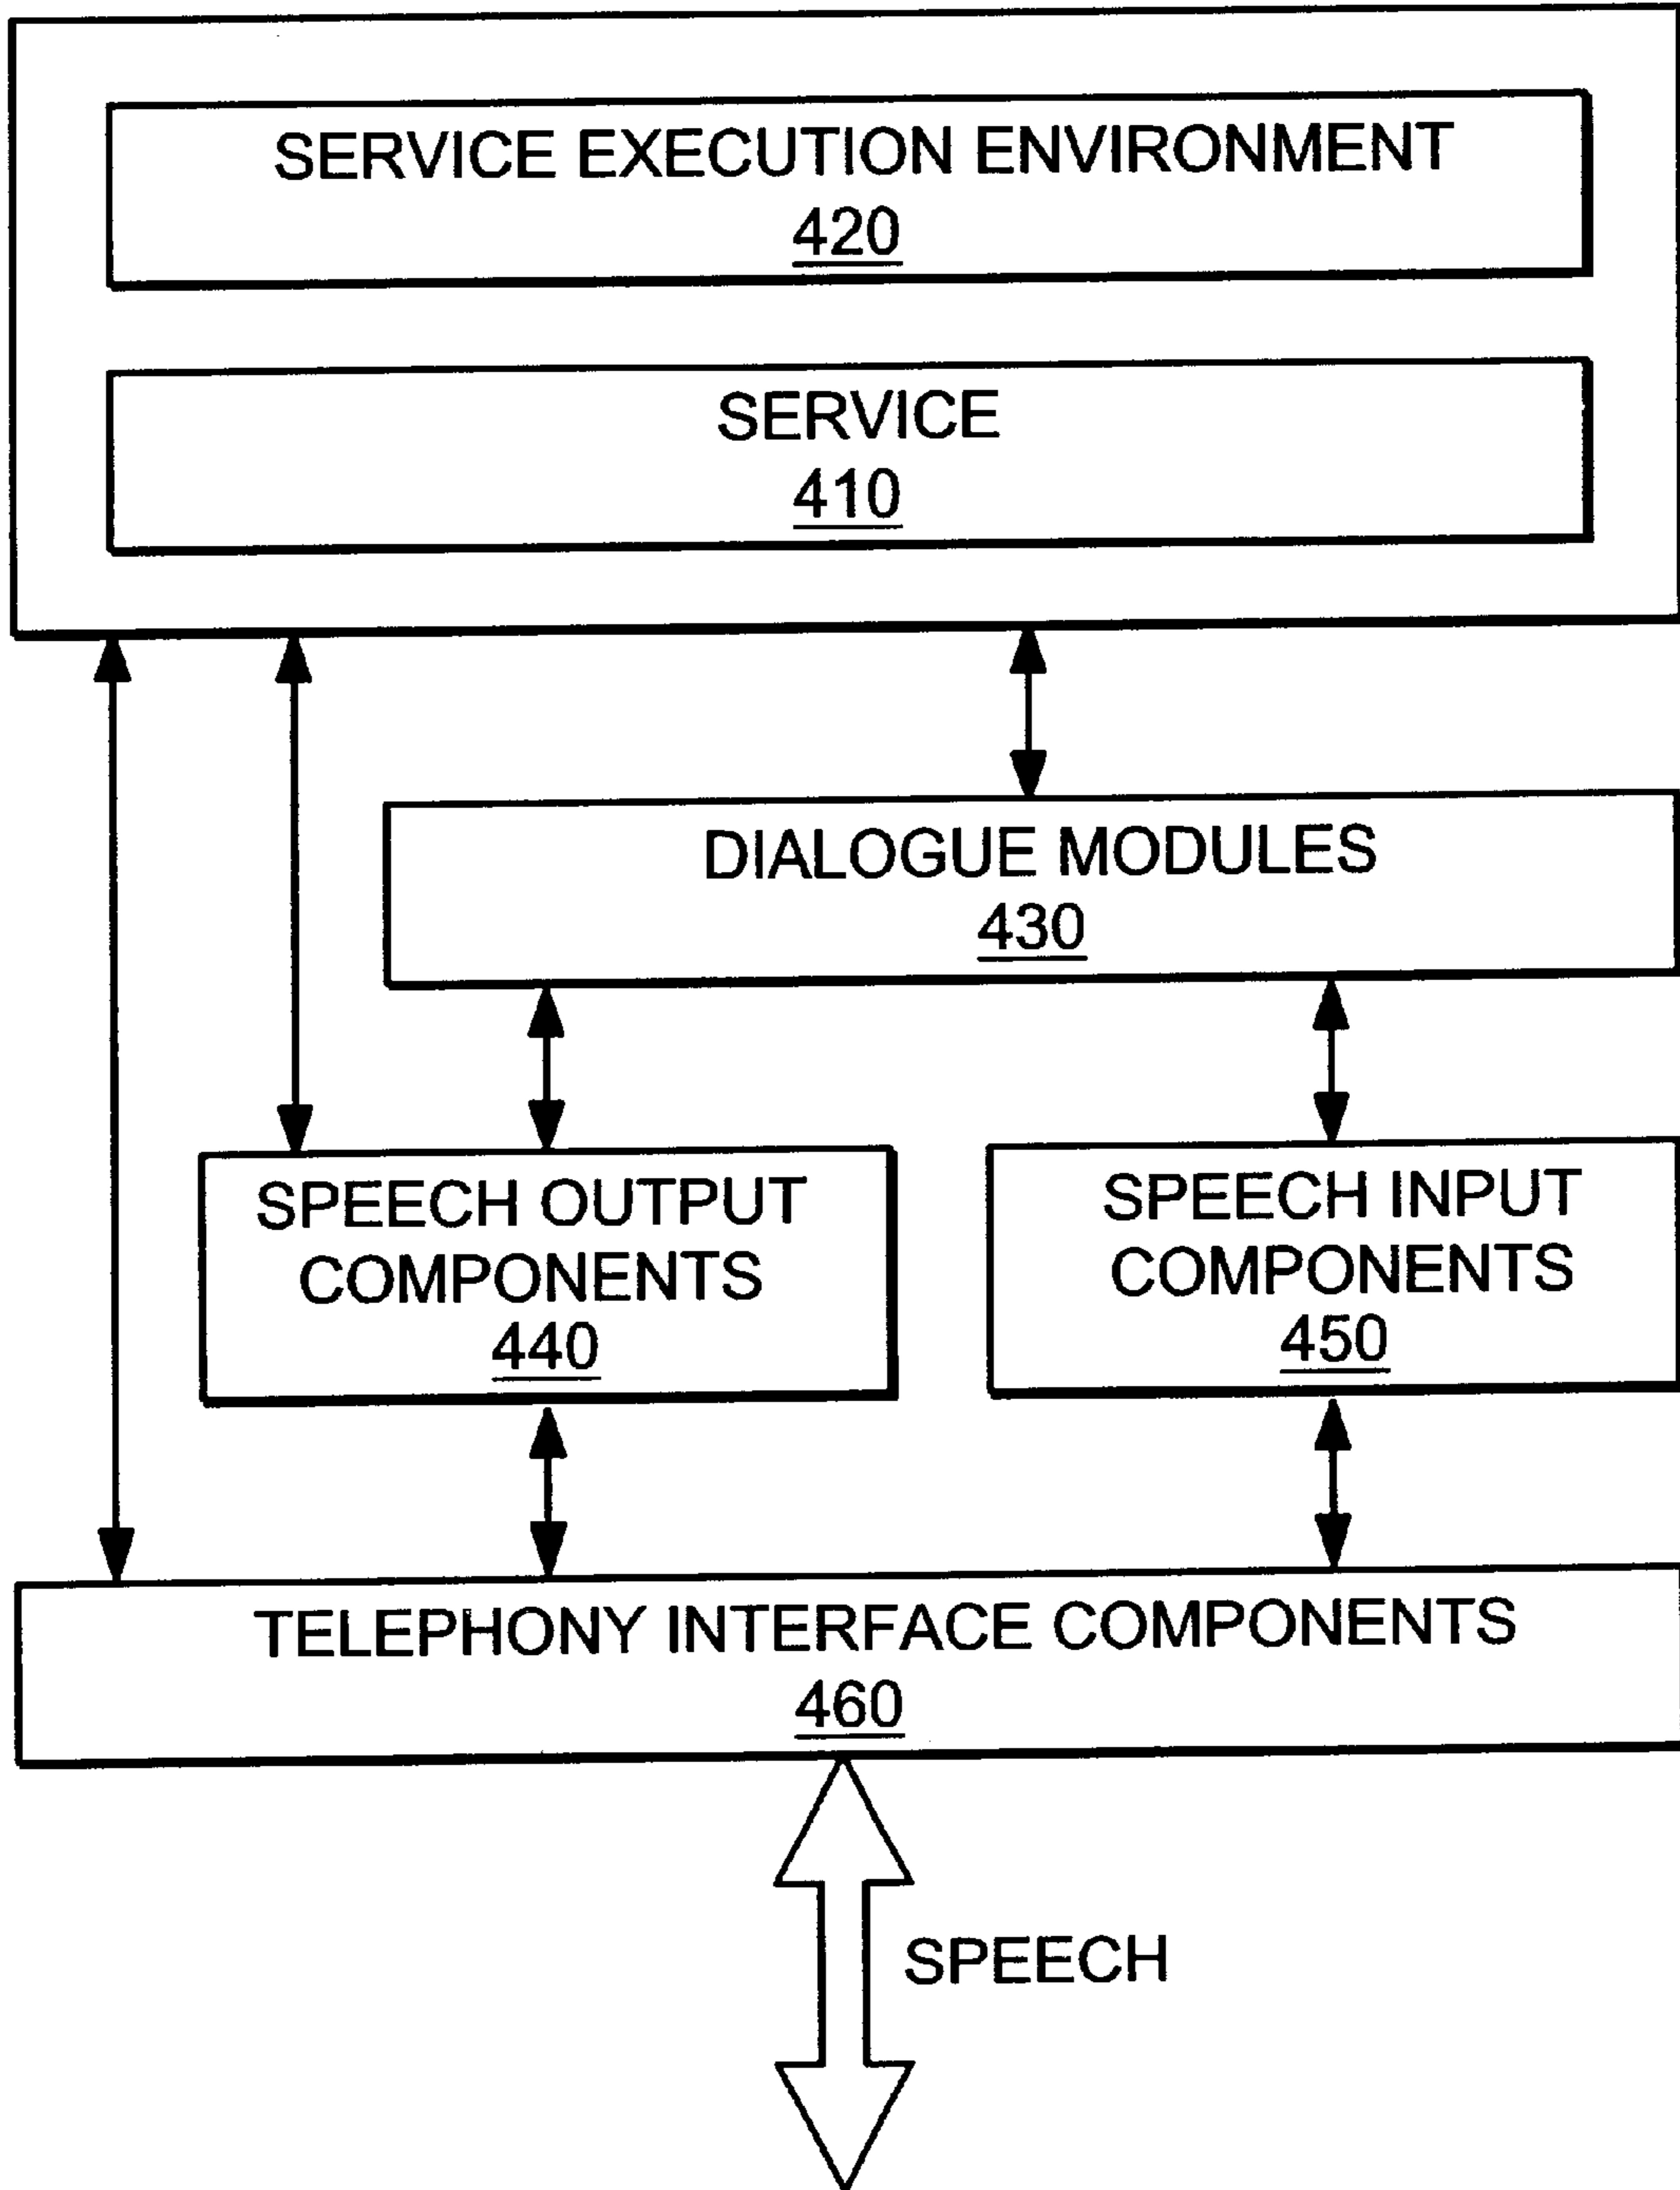 SERVICE EXECUTION ENVIRONMENT
420
SERVICE
410
DIALOGUE MODULES
430
SPEECH OUTPUT
COMPONENTS
440
SPEECH INPUT
COMPONENTS
450
TELEPHONY INTERFACE COMPONENTS
460
SPEECH